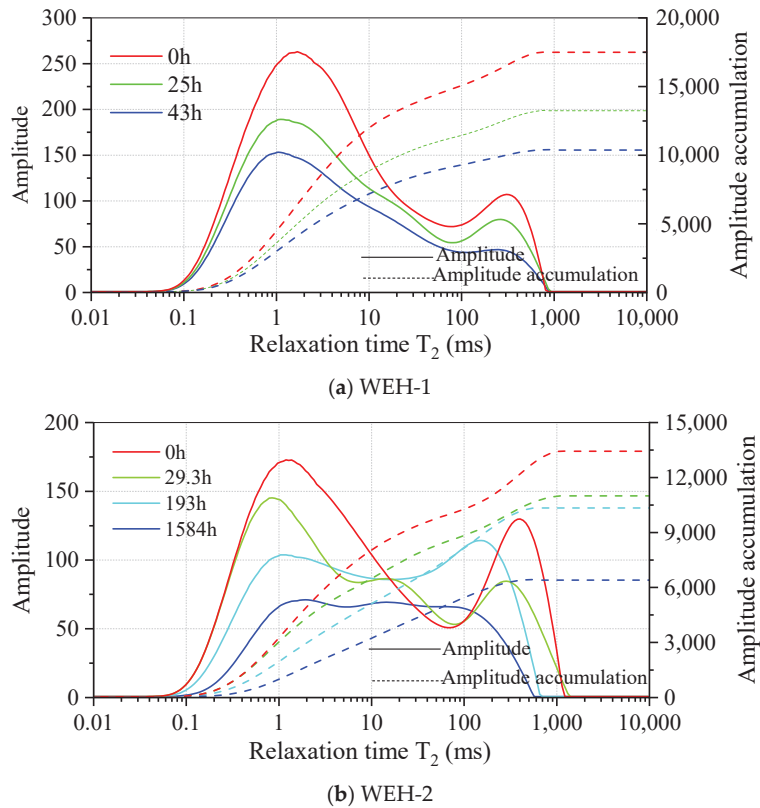 300
250
200
150
100
50
0
Amplitude
20,000
15,000
10,000
5,000
0
Amplitude accumulation
0h
25h
43h
Amplitude
Amplitude accumulation
0.01 0.1 1 10 100 1,000 10,000
Relaxation time T2 (ms)
(a) WEH-1
200
150
100
50
0
Amplitude
15,000
12,000
9,000
6,000
3,000
0
Amplitude accumulation
0h
29.3h
193h
1584h
Amplitude
Amplitude accumulation
0.01 0.1 1 10 100 1,000 10,000
Relaxation time T2 (ms)
(b) WEH-2